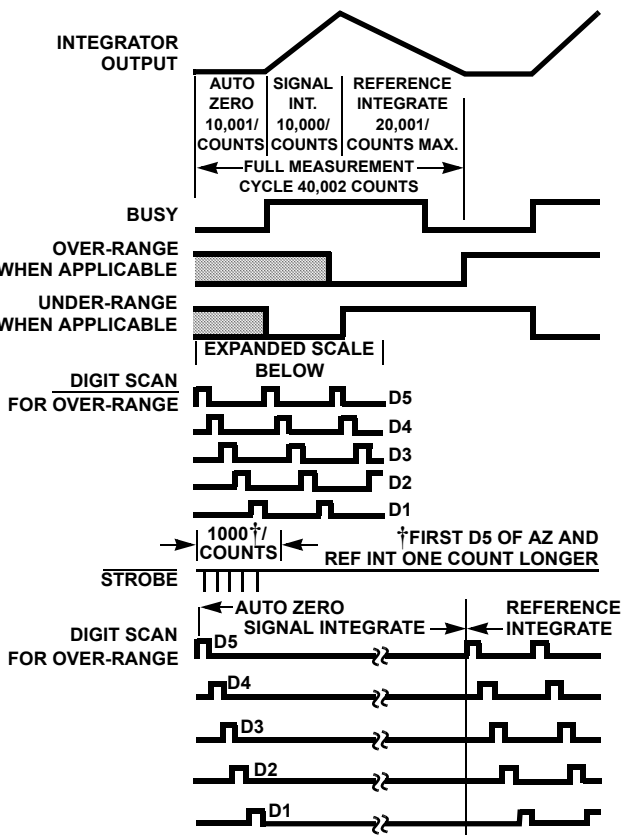 INTEGRATOR
OUTPUT
AUTO
ZERO
10,001/
COUNTS
SIGNAL
INT.
10,000/
COUNTS
REFERENCE
INTEGRATE
20,001/
COUNTS MAX.
FULL MEASUREMENT
CYCLE 40,002 COUNTS
BUSY
OVER-RANGE
WHEN APPLICABLE
UNDER-RANGE
WHEN APPLICABLE
EXPANDED SCALE
BELOW
DIGIT SCAN
FOR OVER-RANGE
D5
D4
D3
D2
D1
1000†/
COUNTS
†FIRST D5 OF AZ AND
REF INT ONE COUNT LONGER
STROBE
AUTO ZERO
SIGNAL INTEGRATE
REFERENCE
INTEGRATE
DIGIT SCAN
FOR OVER-RANGE
D5
D4
D3
D2
D1